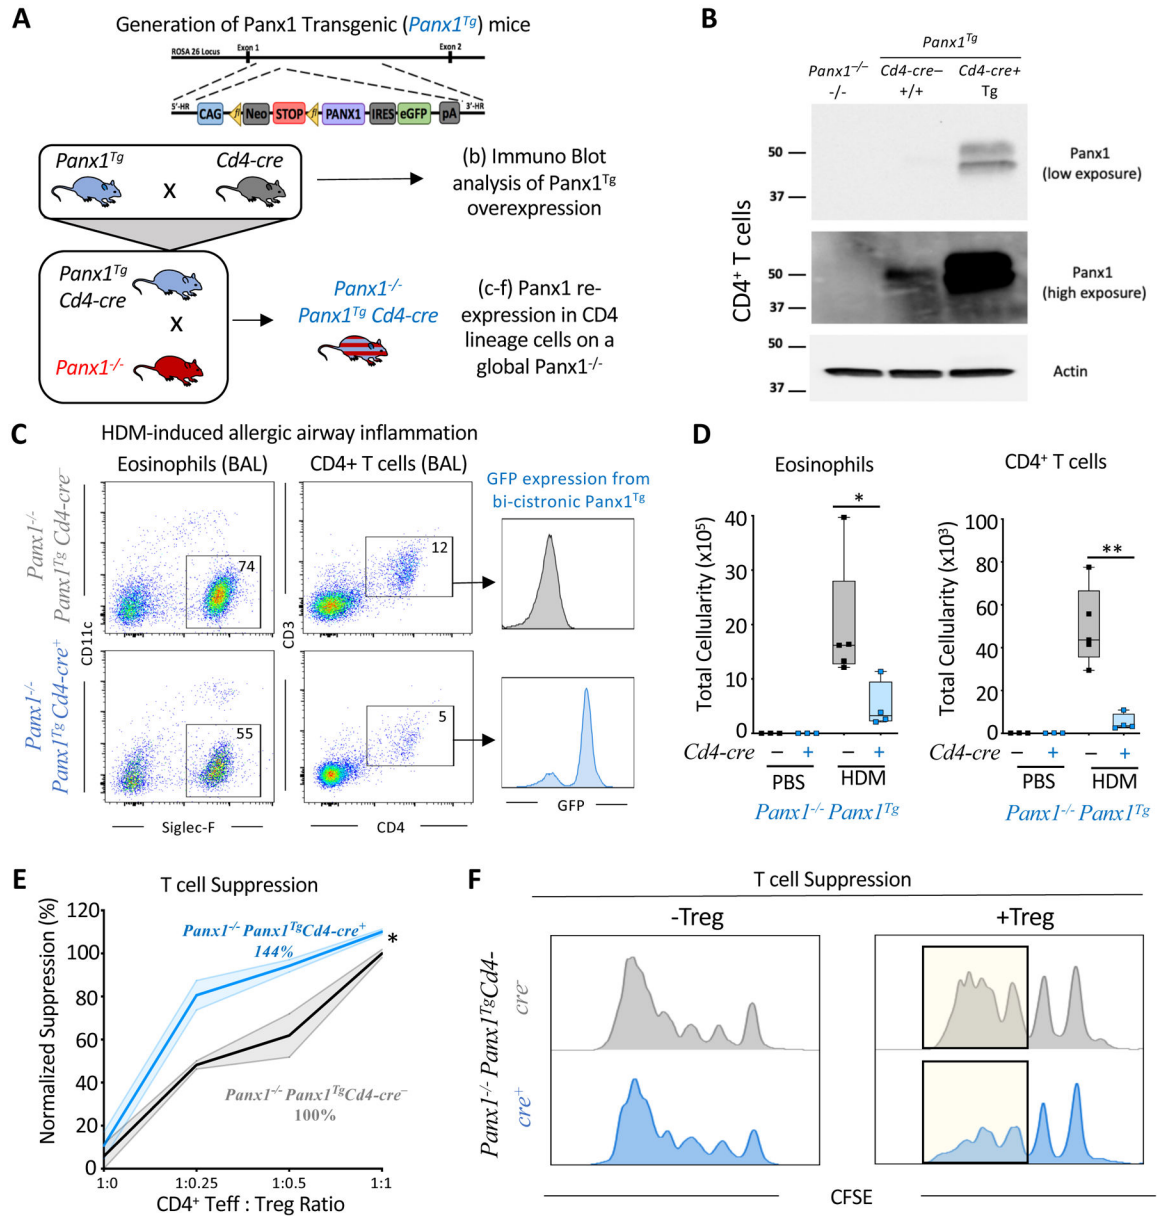 A
Generation of Panx1 Transgenic (Panx1Tg) mice
ROSA 26 Locus
Exon 1
Exon 2
5'-HR
3'-HR
CAG
fl
Neo
STOP
fl
PANX1
IRES
eGFP
pA
Panx1Tg
Cd4-cre
X
(b) Immuno Blot
analysis of Panx1Tg
overexpression
Panx1Tg
Cd4-cre
X
Panx1-/-
Panx1-/-
Panx1Tg Cd4-cre
(c-f) Panx1 re-
expression in CD4
lineage cells on a
global Panx1-/-
B
Panx1Tg
Panx1–/–
Cd4-cre–
Cd4-cre+
-/-
+/+
Tg
CD4+ T cells
50
37
Panx1
(low exposure)
50
37
Panx1
(high exposure)
50
37
Actin
C
HDM-induced allergic airway inflammation
Eosinophils (BAL)
CD4+ T cells (BAL)
GFP expression from
bi-cistronic Panx1Tg
Panx1-/-
Panx1Tg Cd4-cre–
74
12
CD11c
CD3
Panx1-/-
Panx1Tg Cd4-cre+
55
5
Siglec-F
CD4
GFP
D
Eosinophils
Total Cellularity (x10⁵)
40
30
20
10
0
*
Cd4-cre
– + – +
PBS
HDM
Panx1-/- Panx1Tg
CD4+ T cells
Total Cellularity (x10³)
100
80
60
40
20
0
**
Cd4-cre
– + – +
PBS
HDM
Panx1-/- Panx1Tg
E
T cell Suppression
Normalized Suppression (%)
120
100
80
60
40
20
0
Panx1-/- Panx1TgCd4-cre+
144%
*
Panx1-/- Panx1TgCd4-cre–
100%
1:0
1:0.25
1:0.5
1:1
CD4+ Teff : Treg Ratio
F
T cell Suppression
-Treg
+Treg
Panx1-/- Panx1TgCd4-
cre-
cre+
CFSE